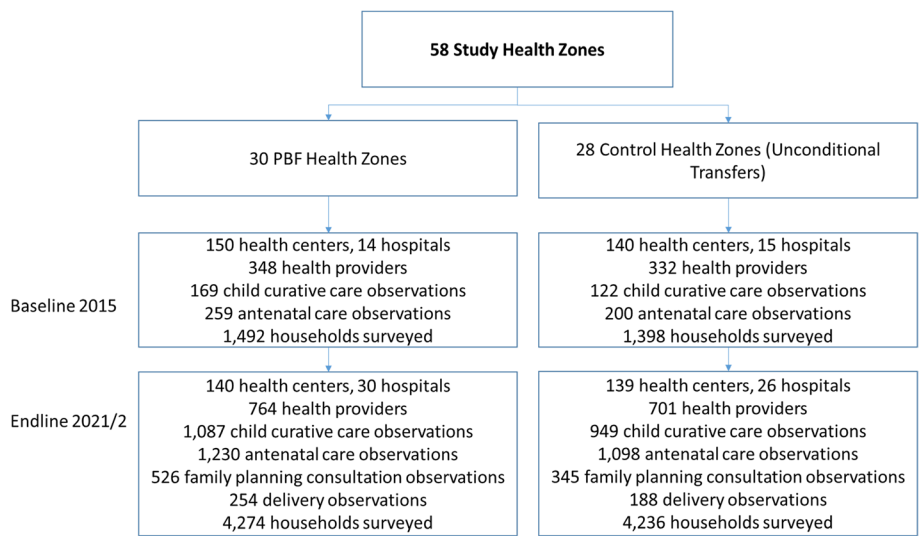 58 Study Health Zones
30 PBF Health Zones
28 Control Health Zones (Unconditional
Transfers)
Baseline 2015
150 health centers, 14 hospitals
348 health providers
169 child curative care observations
259 antenatal care observations
1,492 households surveyed
140 health centers, 15 hospitals
332 health providers
122 child curative care observations
200 antenatal care observations
1,398 households surveyed
Endline 2021/2
140 health centers, 30 hospitals
764 health providers
1,087 child curative care observations
1,230 antenatal care observations
526 family planning consultation observations
254 delivery observations
4,274 households surveyed
139 health centers, 26 hospitals
701 health providers
949 child curative care observations
1,098 antenatal care observations
345 family planning consultation observations
188 delivery observations
4,236 households surveyed